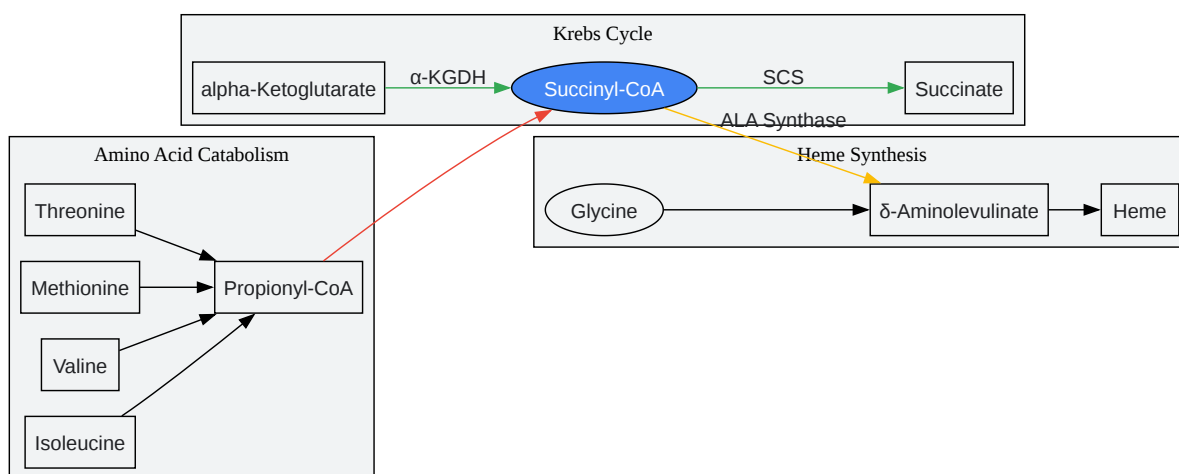 Krebs Cycle
alpha-Ketoglutarate
α-KGDH
Succinyl-CoA
SCS
Succinate
ALA Synthase
Amino Acid Catabolism
Threonine
Methionine
Valine
Isoleucine
Propionyl-CoA
Heme Synthesis
Glycine
δ-Aminolevulinate
Heme